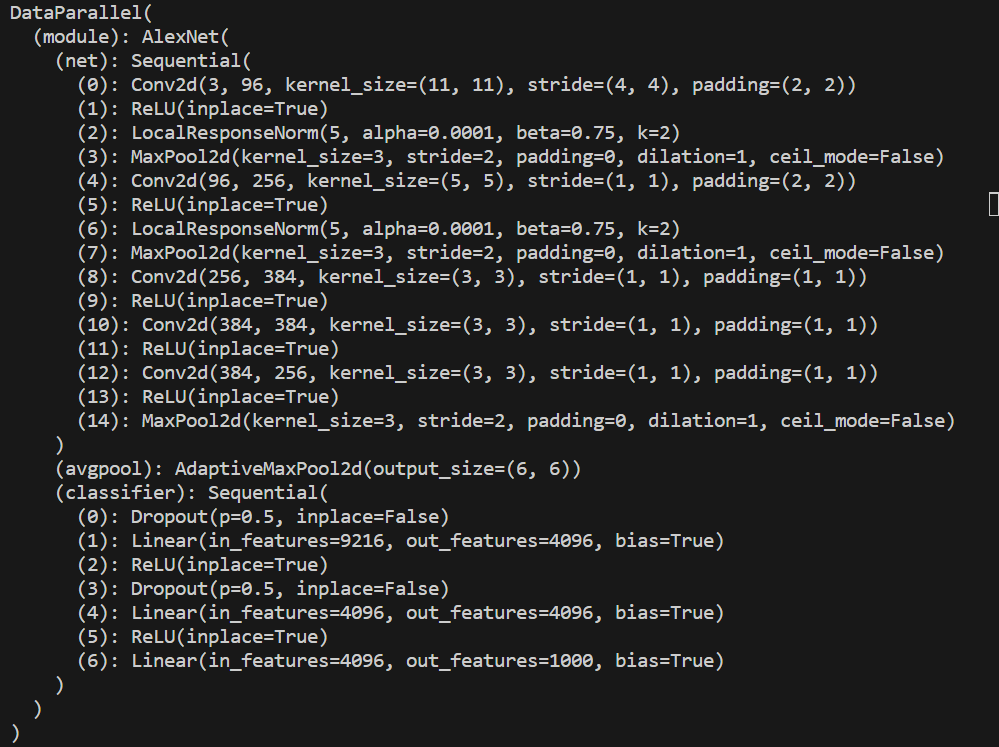 DataParallel(
  (module): AlexNet(
    (net): Sequential(
      (0): Conv2d(3, 96, kernel_size=(11, 11), stride=(4, 4), padding=(2, 2))
      (1): ReLU(inplace=True)
      (2): LocalResponseNorm(5, alpha=0.0001, beta=0.75, k=2)
      (3): MaxPool2d(kernel_size=3, stride=2, padding=0, dilation=1, ceil_mode=False)
      (4): Conv2d(96, 256, kernel_size=(5, 5), stride=(1, 1), padding=(2, 2))
      (5): ReLU(inplace=True)
      (6): LocalResponseNorm(5, alpha=0.0001, beta=0.75, k=2)
      (7): MaxPool2d(kernel_size=3, stride=2, padding=0, dilation=1, ceil_mode=False)
      (8): Conv2d(256, 384, kernel_size=(3, 3), stride=(1, 1), padding=(1, 1))
      (9): ReLU(inplace=True)
      (10): Conv2d(384, 384, kernel_size=(3, 3), stride=(1, 1), padding=(1, 1))
      (11): ReLU(inplace=True)
      (12): Conv2d(384, 256, kernel_size=(3, 3), stride=(1, 1), padding=(1, 1))
      (13): ReLU(inplace=True)
      (14): MaxPool2d(kernel_size=3, stride=2, padding=0, dilation=1, ceil_mode=False)
    )
    (avgpool): AdaptiveMaxPool2d(output_size=(6, 6))
    (classifier): Sequential(
      (0): Dropout(p=0.5, inplace=False)
      (1): Linear(in_features=9216, out_features=4096, bias=True)
      (2): ReLU(inplace=True)
      (3): Dropout(p=0.5, inplace=False)
      (4): Linear(in_features=4096, out_features=4096, bias=True)
      (5): ReLU(inplace=True)
      (6): Linear(in_features=4096, out_features=1000, bias=True)
    )
  )
)